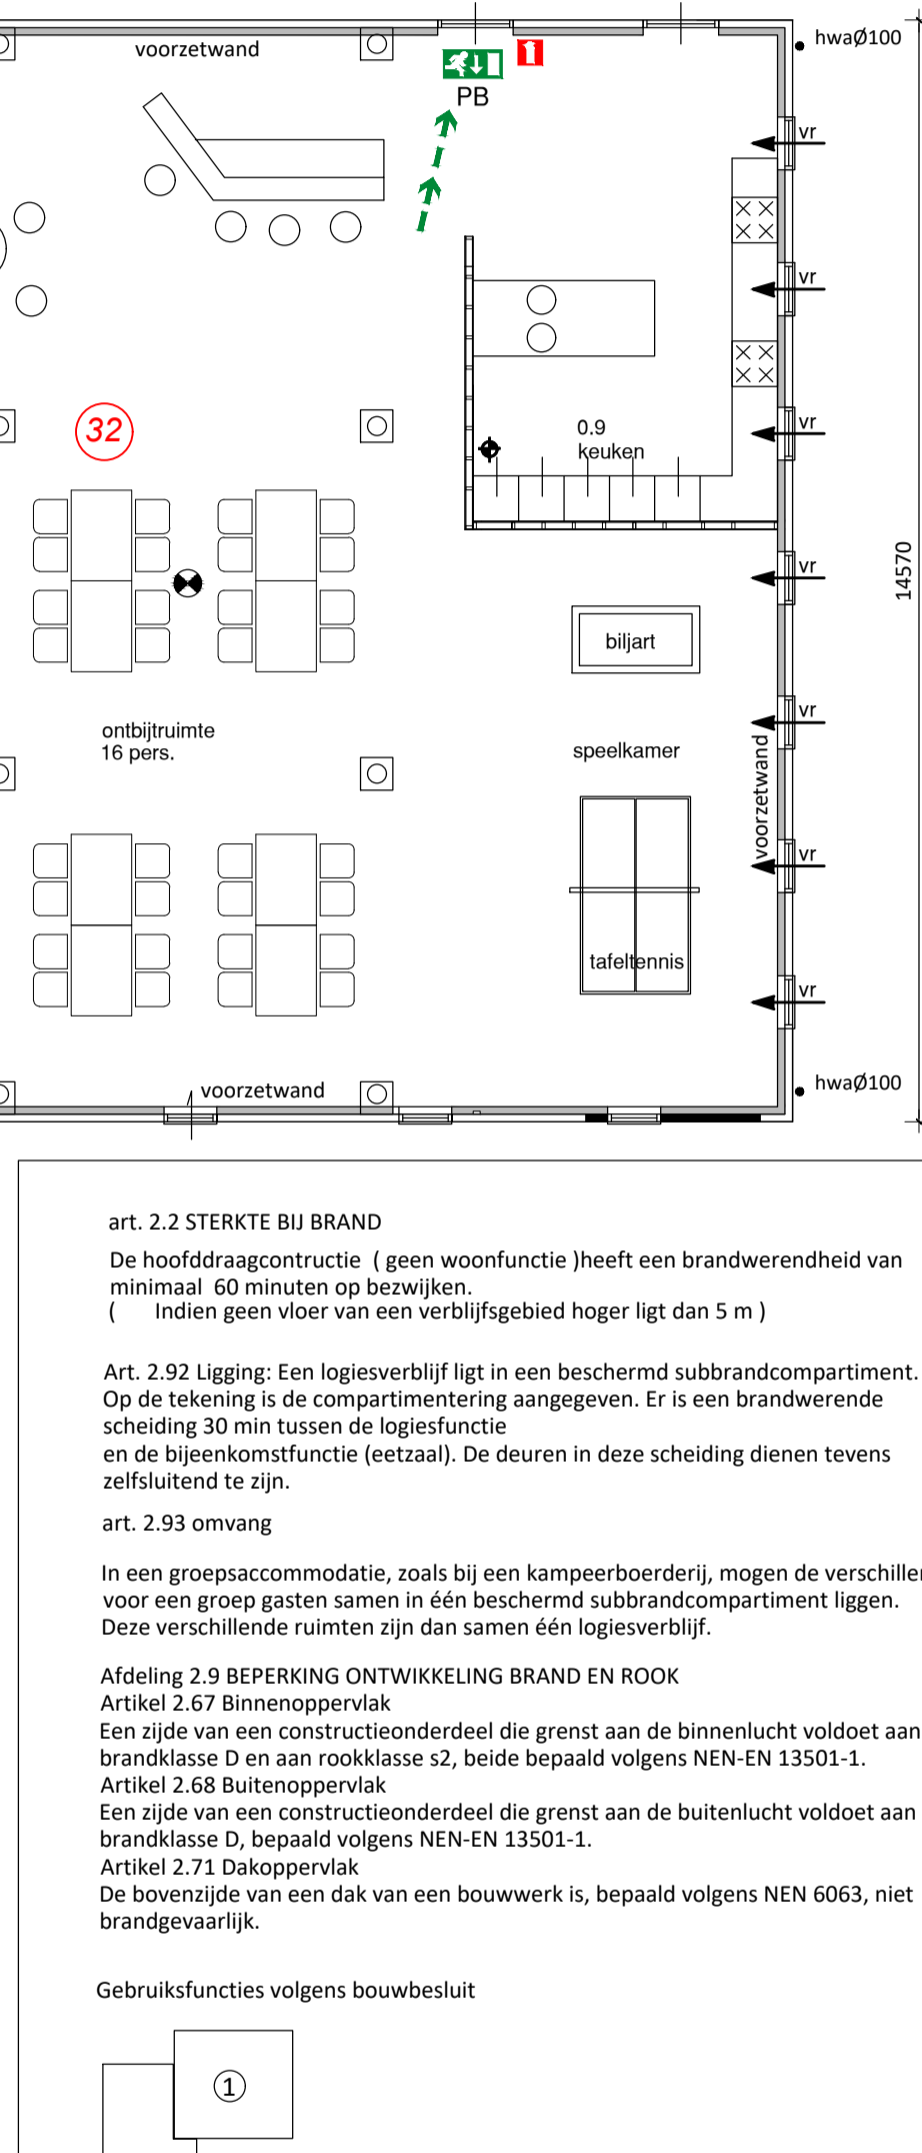 voorzetwand
hwaØ100
PB
vr
vr
vr
32
0.9
keuken
vr
14570
biljart
ontbijtruimte
16 pers.
speelkamer
vr
voorzetwand
vr
tafeltennis
vr
voorzetwand
hwaØ100
art. 2.2 STERKTE BIJ BRAND
De hoofddraagcontructie ( geen woonfunctie )heeft een brandwerendheid van
minimaal 60 minuten op bezwijken.
( Indien geen vloer van een verblijfsgebied hoger ligt dan 5 m )
Art. 2.92 Ligging: Een logiesverblijf ligt in een beschermd subbrandcompartiment.
Op de tekening is de compartimentering aangegeven. Er is een brandwerende
scheiding 30 min tussen de logiesfunctie
en de bijeenkomstfunctie (eetzaal). De deuren in deze scheiding dienen tevens
zelfsluitend te zijn.
art. 2.93 omvang
In een groepsaccommodatie, zoals bij een kampeerboerderij, mogen de verschiller
voor een groep gasten samen in één beschermd subbrandcompartiment liggen.
Deze verschillende ruimten zijn dan samen één logiesverblijf.
Afdeling 2.9 BEPERKING ONTWIKKELING BRAND EN ROOK
Artikel 2.67 Binnenoppervlak
Een zijde van een constructieonderdeel die grenst aan de binnenlucht voldoet aan
brandklasse D en aan rookklasse s2, beide bepaald volgens NEN-EN 13501-1.
Artikel 2.68 Buitenoppervlak
Een zijde van een constructieonderdeel die grenst aan de buitenlucht voldoet aan
brandklasse D, bepaald volgens NEN-EN 13501-1.
Artikel 2.71 Dakoppervlak
De bovenzijde van een dak van een bouwwerk is, bepaald volgens NEN 6063, niet
brandgevaarlijk.
Gebruiksfuncties volgens bouwbesluit
1